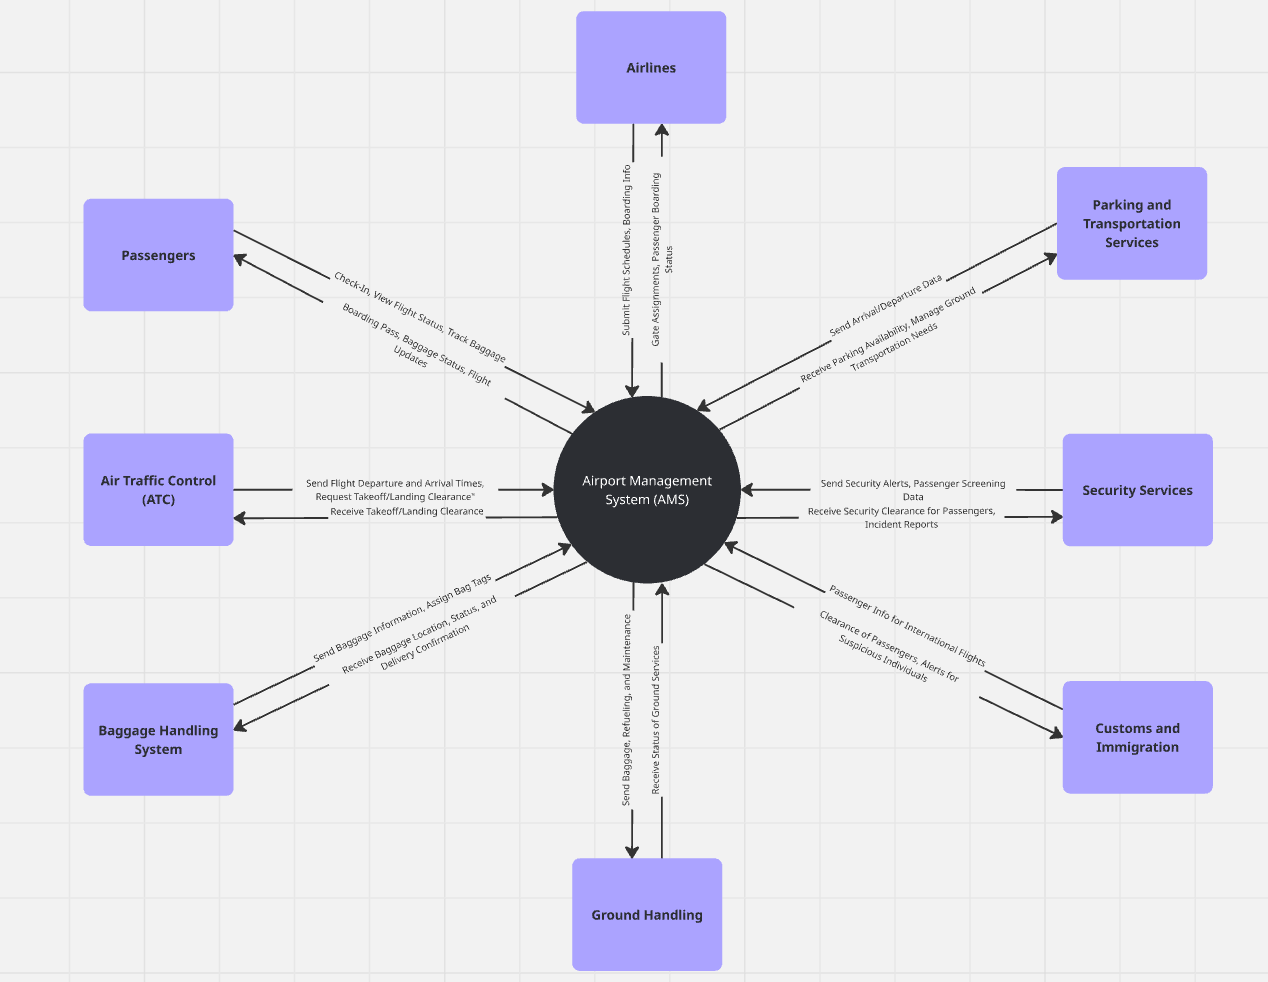 Airlines
Parking and
Transportation
Services
Passengers
Submit Flight Schedules, Boarding Info
Gate Assignments, Passenger Boarding
Status
Check-In, View Flight Status, Track Baggage
Boarding Pass, Baggage Status, Flight
Updates
Send Arrival/Departure Data
Receive Parking Availability, Manage Ground
Transportation Needs
Air Traffic Control
(ATC)
Send Flight Departure and Arrival Times,
Request Takeoff/Landing Clearance"
Receive Takeoff/Landing Clearance
Airport Management
System (AMS)
Send Security Alerts, Passenger Screening
Data
Receive Security Clearance for Passengers,
Incident Reports
Security Services
Send Baggage Information, Assign Bag Tags
Receive Baggage Location, Status, and
Delivery Confirmation
Passenger Info for International Flights
Clearance of Passengers, Alerts for
Suspicious Individuals
Send Baggage, Refueling, and Maintenance
Receive Status of Ground Services
Baggage Handling
System
Customs and
Immigration
Ground Handling